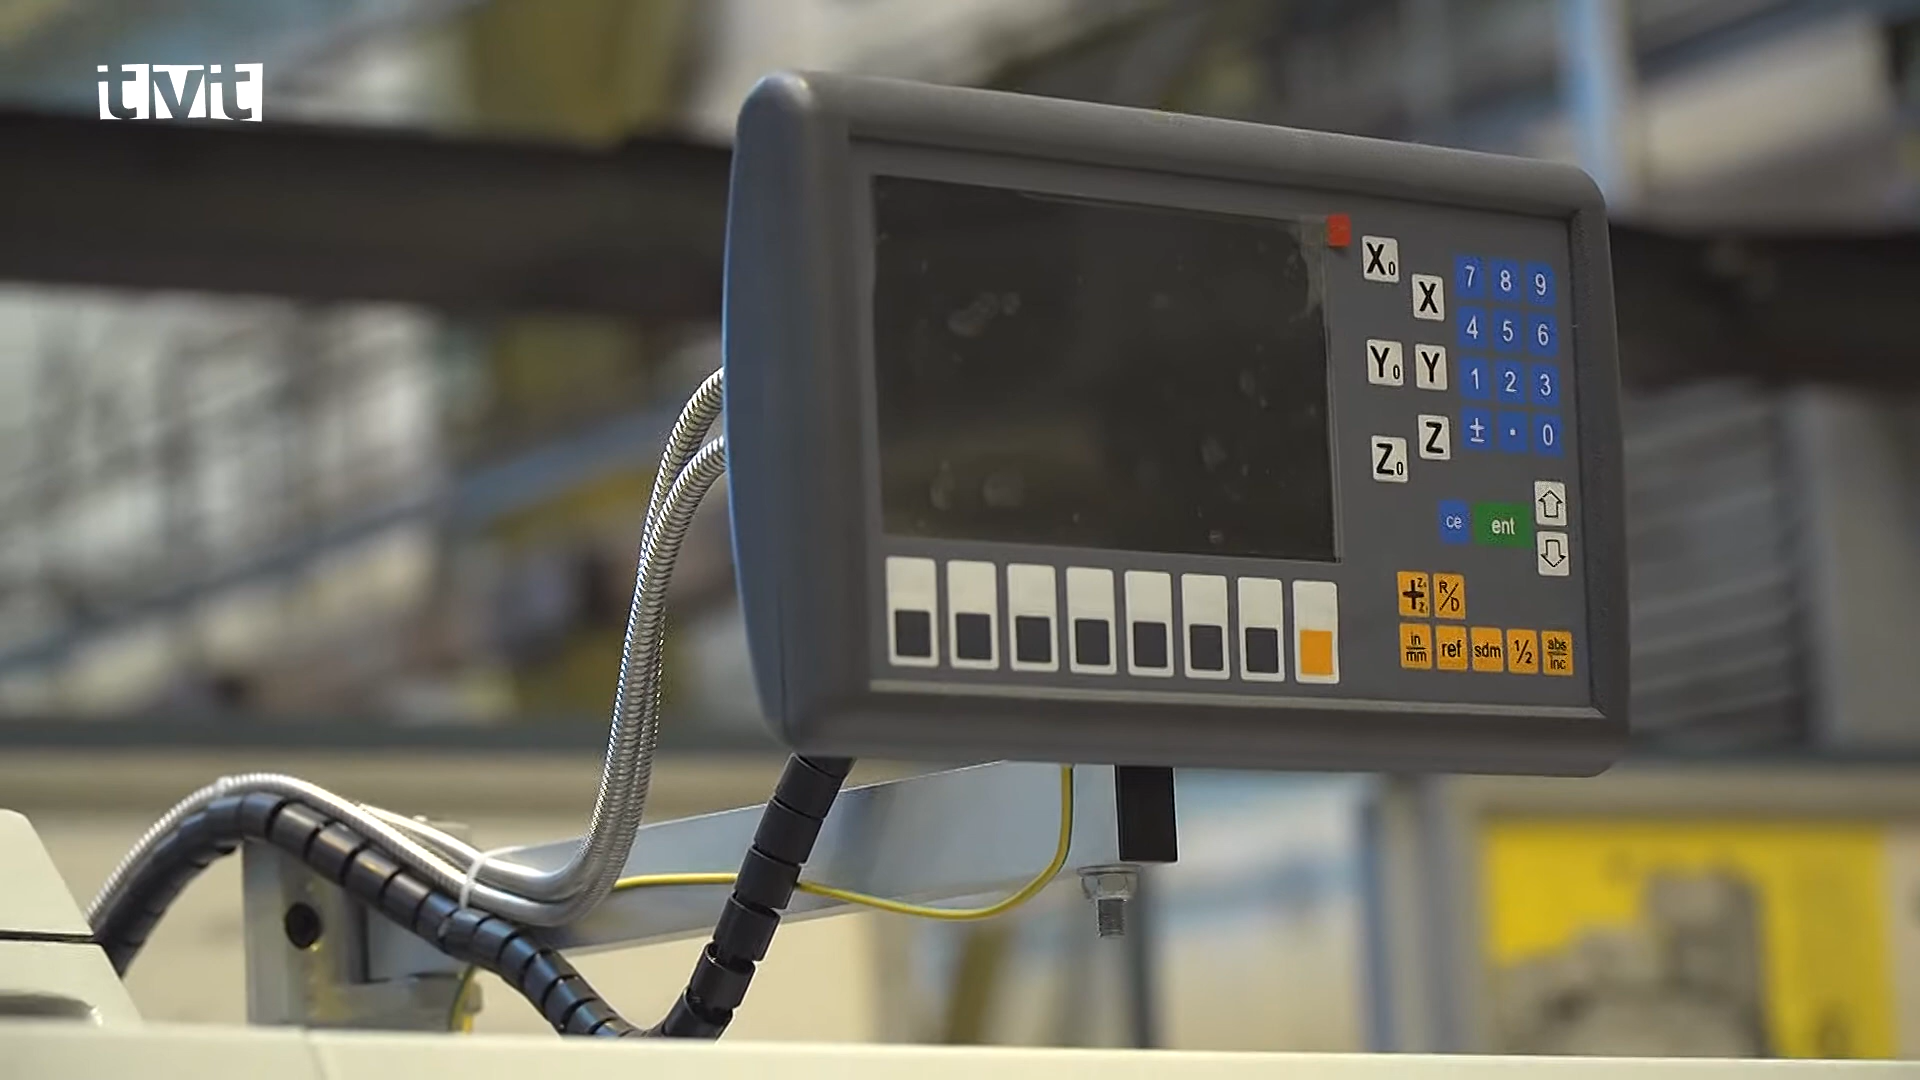 itvit
X0
X
7 8 9
4 5 6
Y0
Y
1 2 3
± . 0
Z
Z0
ce
ent
R/D
in mm
ref
sdm
1/2
abs inc